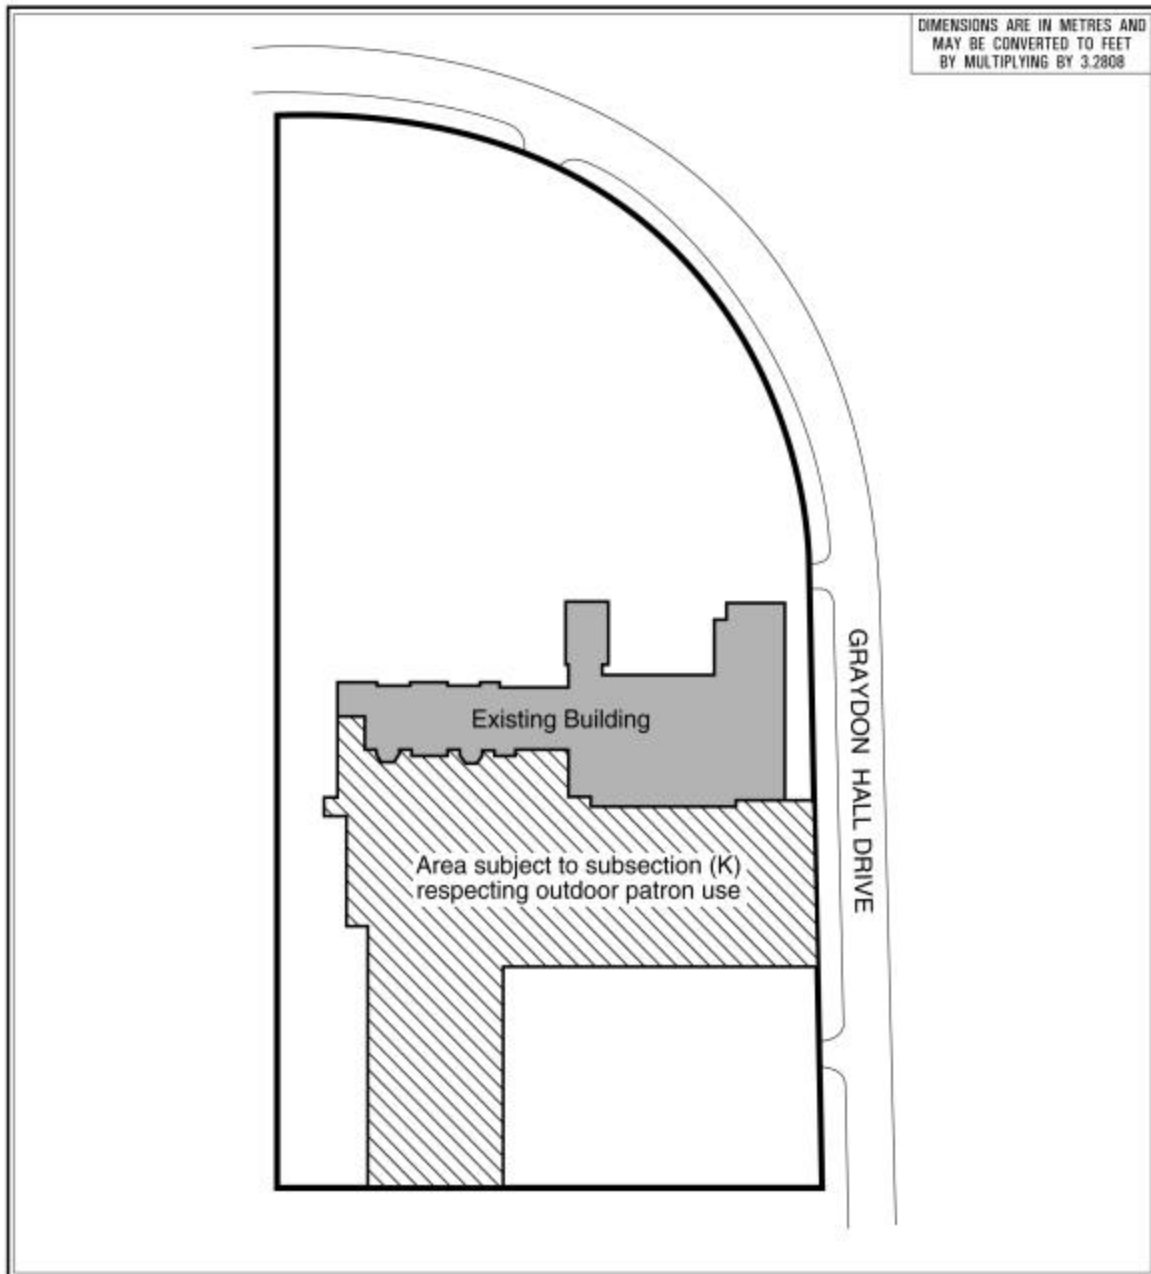 DIMENSIONS ARE IN METRES AND
MAY BE CONVERTED TO FEET
BY MULTIPLYING BY 3.2808
Existing Building
GRAYDON HALL DRIVE
Area subject to subsection (K)
respecting outdoor patron use